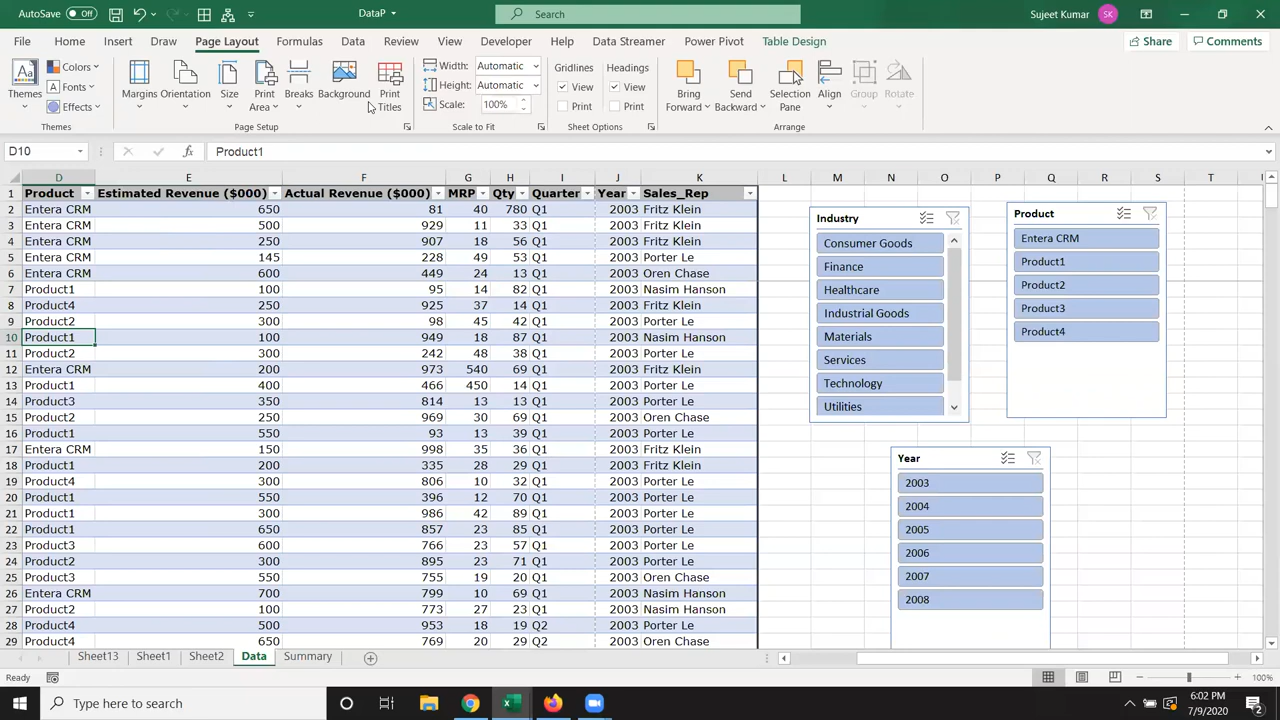 AutoSave Off DataP Search Sujeet Kumar SK
File Home Insert Draw Page Layout Formulas Data Review View Developer Help Data Streamer Power Pivot Table Design Share Comments
Themes Colors Fonts Effects Margins Orientation Size Print Area Breaks Background Print Titles Width: Automatic Height: Automatic Scale: 100% Gridlines View Print Headings View Print Bring Forward Send Backward Selection Pane Align Group Rotate
Themes Page Setup Scale to Fit Sheet Options Arrange
D10 fx Product1
D E F G H I J K L M N O P Q R S T
1 Product Estimated Revenue ($000) Actual Revenue ($000) MRP Qty Quarter Year Sales_Rep
2 Entera CRM 650 81 40 780 Q1 2003 Fritz Klein
3 Entera CRM 500 929 11 33 Q1 2003 Fritz Klein
4 Entera CRM 250 907 18 56 Q1 2003 Fritz Klein
5 Entera CRM 145 228 49 53 Q1 2003 Porter Le
6 Entera CRM 600 449 24 13 Q1 2003 Oren Chase
7 Product1 100 95 14 82 Q1 2003 Nasim Hanson
8 Product4 250 925 37 14 Q1 2003 Fritz Klein
9 Product2 300 98 45 42 Q1 2003 Porter Le
10 Product1 100 949 18 87 Q1 2003 Nasim Hanson
11 Product2 300 242 48 38 Q1 2003 Porter Le
12 Entera CRM 200 973 540 69 Q1 2003 Fritz Klein
13 Product1 400 466 450 14 Q1 2003 Porter Le
14 Product3 350 814 13 13 Q1 2003 Porter Le
15 Product2 250 969 30 69 Q1 2003 Oren Chase
16 Product1 550 93 13 39 Q1 2003 Porter Le
17 Entera CRM 150 998 35 36 Q1 2003 Fritz Klein
18 Product1 200 335 28 29 Q1 2003 Fritz Klein
19 Product4 300 806 10 32 Q1 2003 Porter Le
20 Product1 550 396 12 70 Q1 2003 Porter Le
21 Product1 300 986 42 89 Q1 2003 Porter Le
22 Product1 650 857 23 85 Q1 2003 Porter Le
23 Product3 600 766 23 57 Q1 2003 Porter Le
24 Product2 300 895 23 71 Q1 2003 Porter Le
25 Product3 550 755 19 20 Q1 2003 Oren Chase
26 Entera CRM 700 799 10 69 Q1 2003 Nasim Hanson
27 Product2 100 773 27 23 Q1 2003 Nasim Hanson
28 Product4 500 953 18 19 Q2 2003 Porter Le
29 Product4 650 769 20 29 Q2 2003 Oren Chase
Industry
Consumer Goods
Finance
Healthcare
Industrial Goods
Materials
Services
Technology
Utilities
Product
Entera CRM
Product1
Product2
Product3
Product4
Year
2003
2004
2005
2006
2007
2008
Sheet13 Sheet1 Sheet2 Data Summary
Ready 100%
Type here to search 6:02 PM
7/9/2020 2